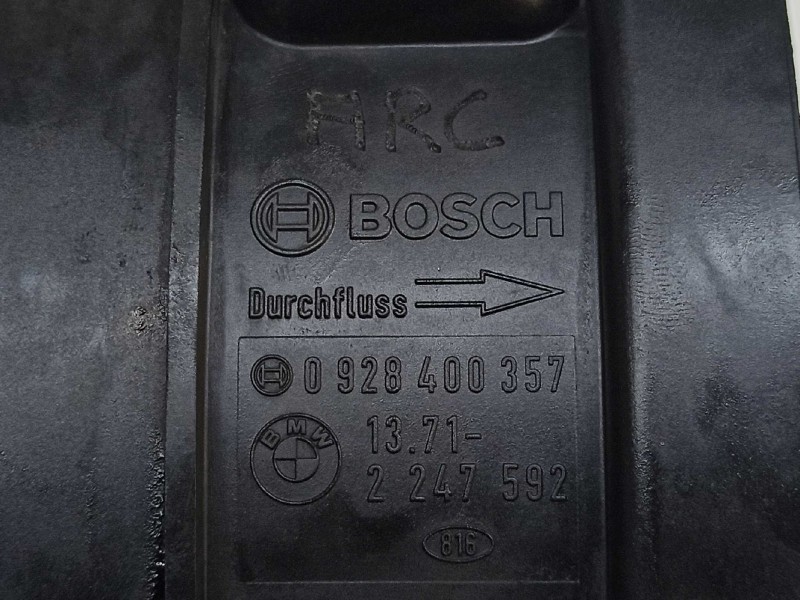 ARC
BOSCH
Durchfluss
0 928 400 357
BMW
13.71-
2 247 592
816